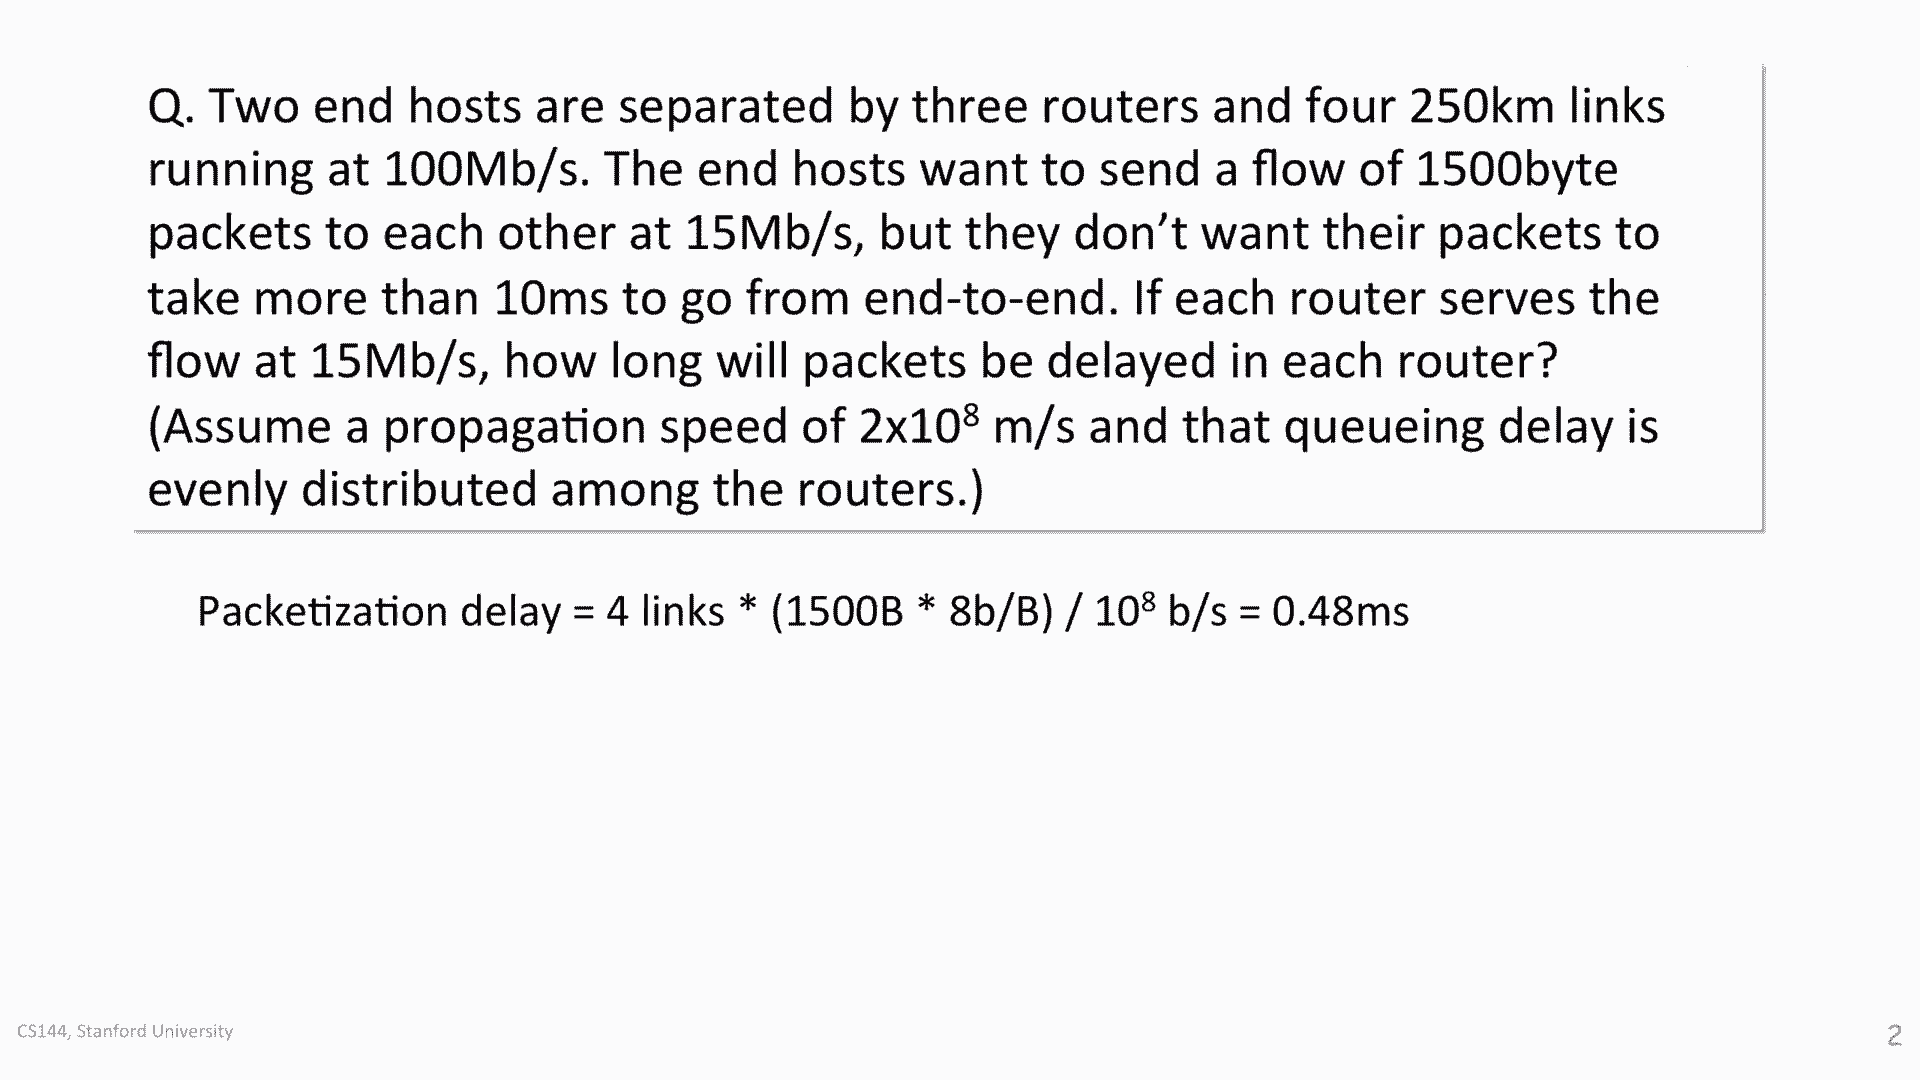 Q. Two end hosts are separated by three routers and four 250km links
running at 100Mb/s. The end hosts want to send a flow of 1500byte
packets to each other at 15Mb/s, but they don’t want their packets to
take more than 10ms to go from end-to-end. If each router serves the
flow at 15Mb/s, how long will packets be delayed in each router?
(Assume a propagation speed of 2x10⁸ m/s and that queueing delay is
evenly distributed among the routers.)
Packetization delay = 4 links * (1500B * 8b/B) / 10⁸ b/s = 0.48ms
CS144, Stanford University
2